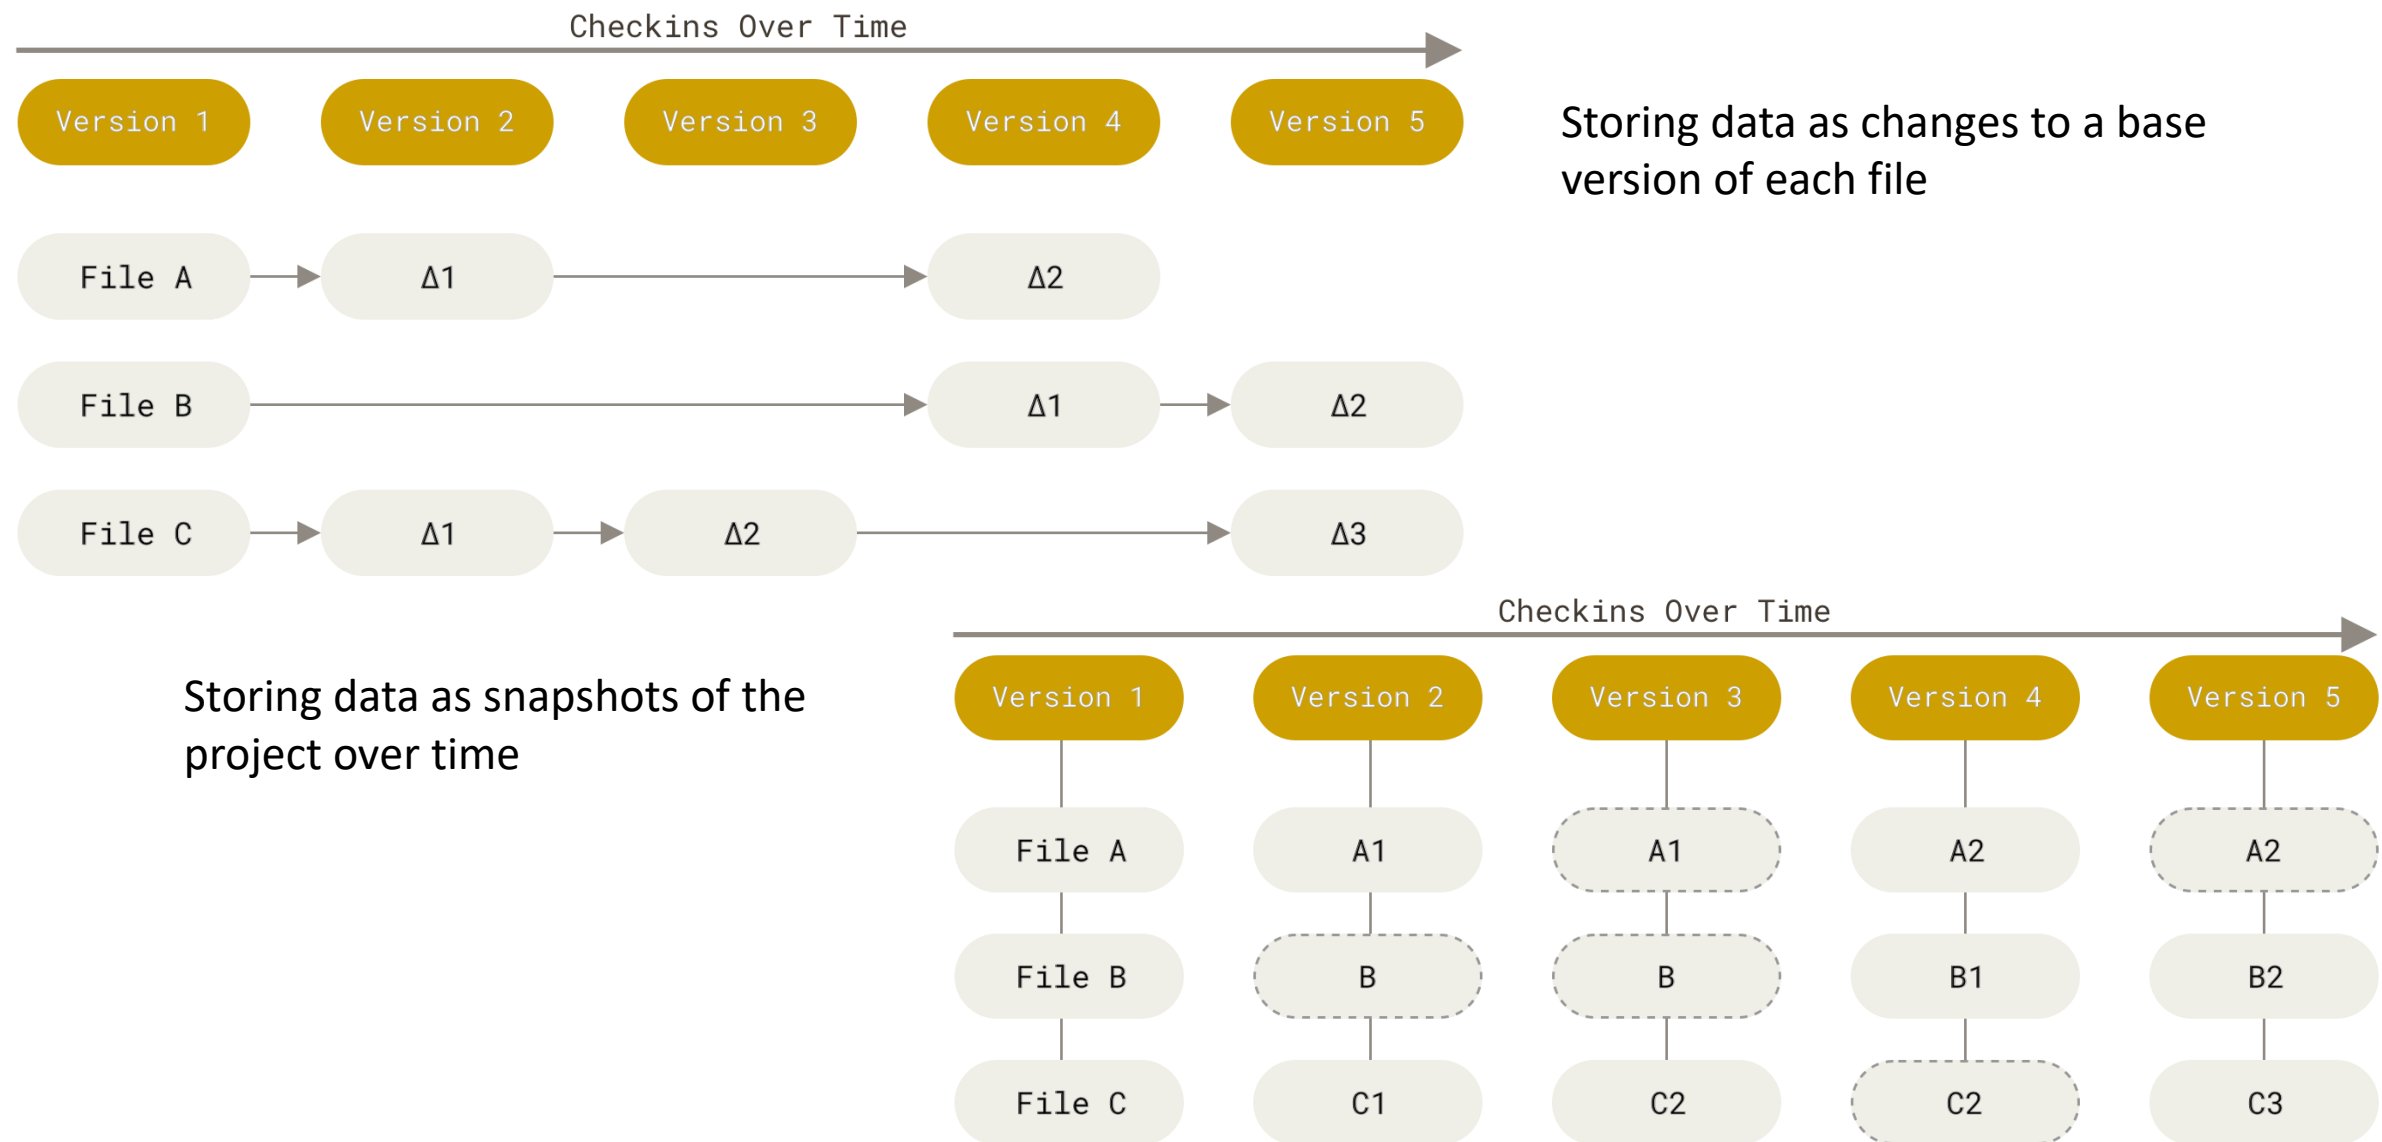 Checkins Over Time
Version 1 Version 2 Version 3 Version 4 Version 5
Storing data as changes to a base
version of each file
File A Δ1 Δ2
File B Δ1 Δ2
File C Δ1 Δ2 Δ3
Storing data as snapshots of the
project over time
Checkins Over Time
Version 1 Version 2 Version 3 Version 4 Version 5
File A A1 A1 A2 A2
File B B B B1 B2
File C C1 C2 C2 C3